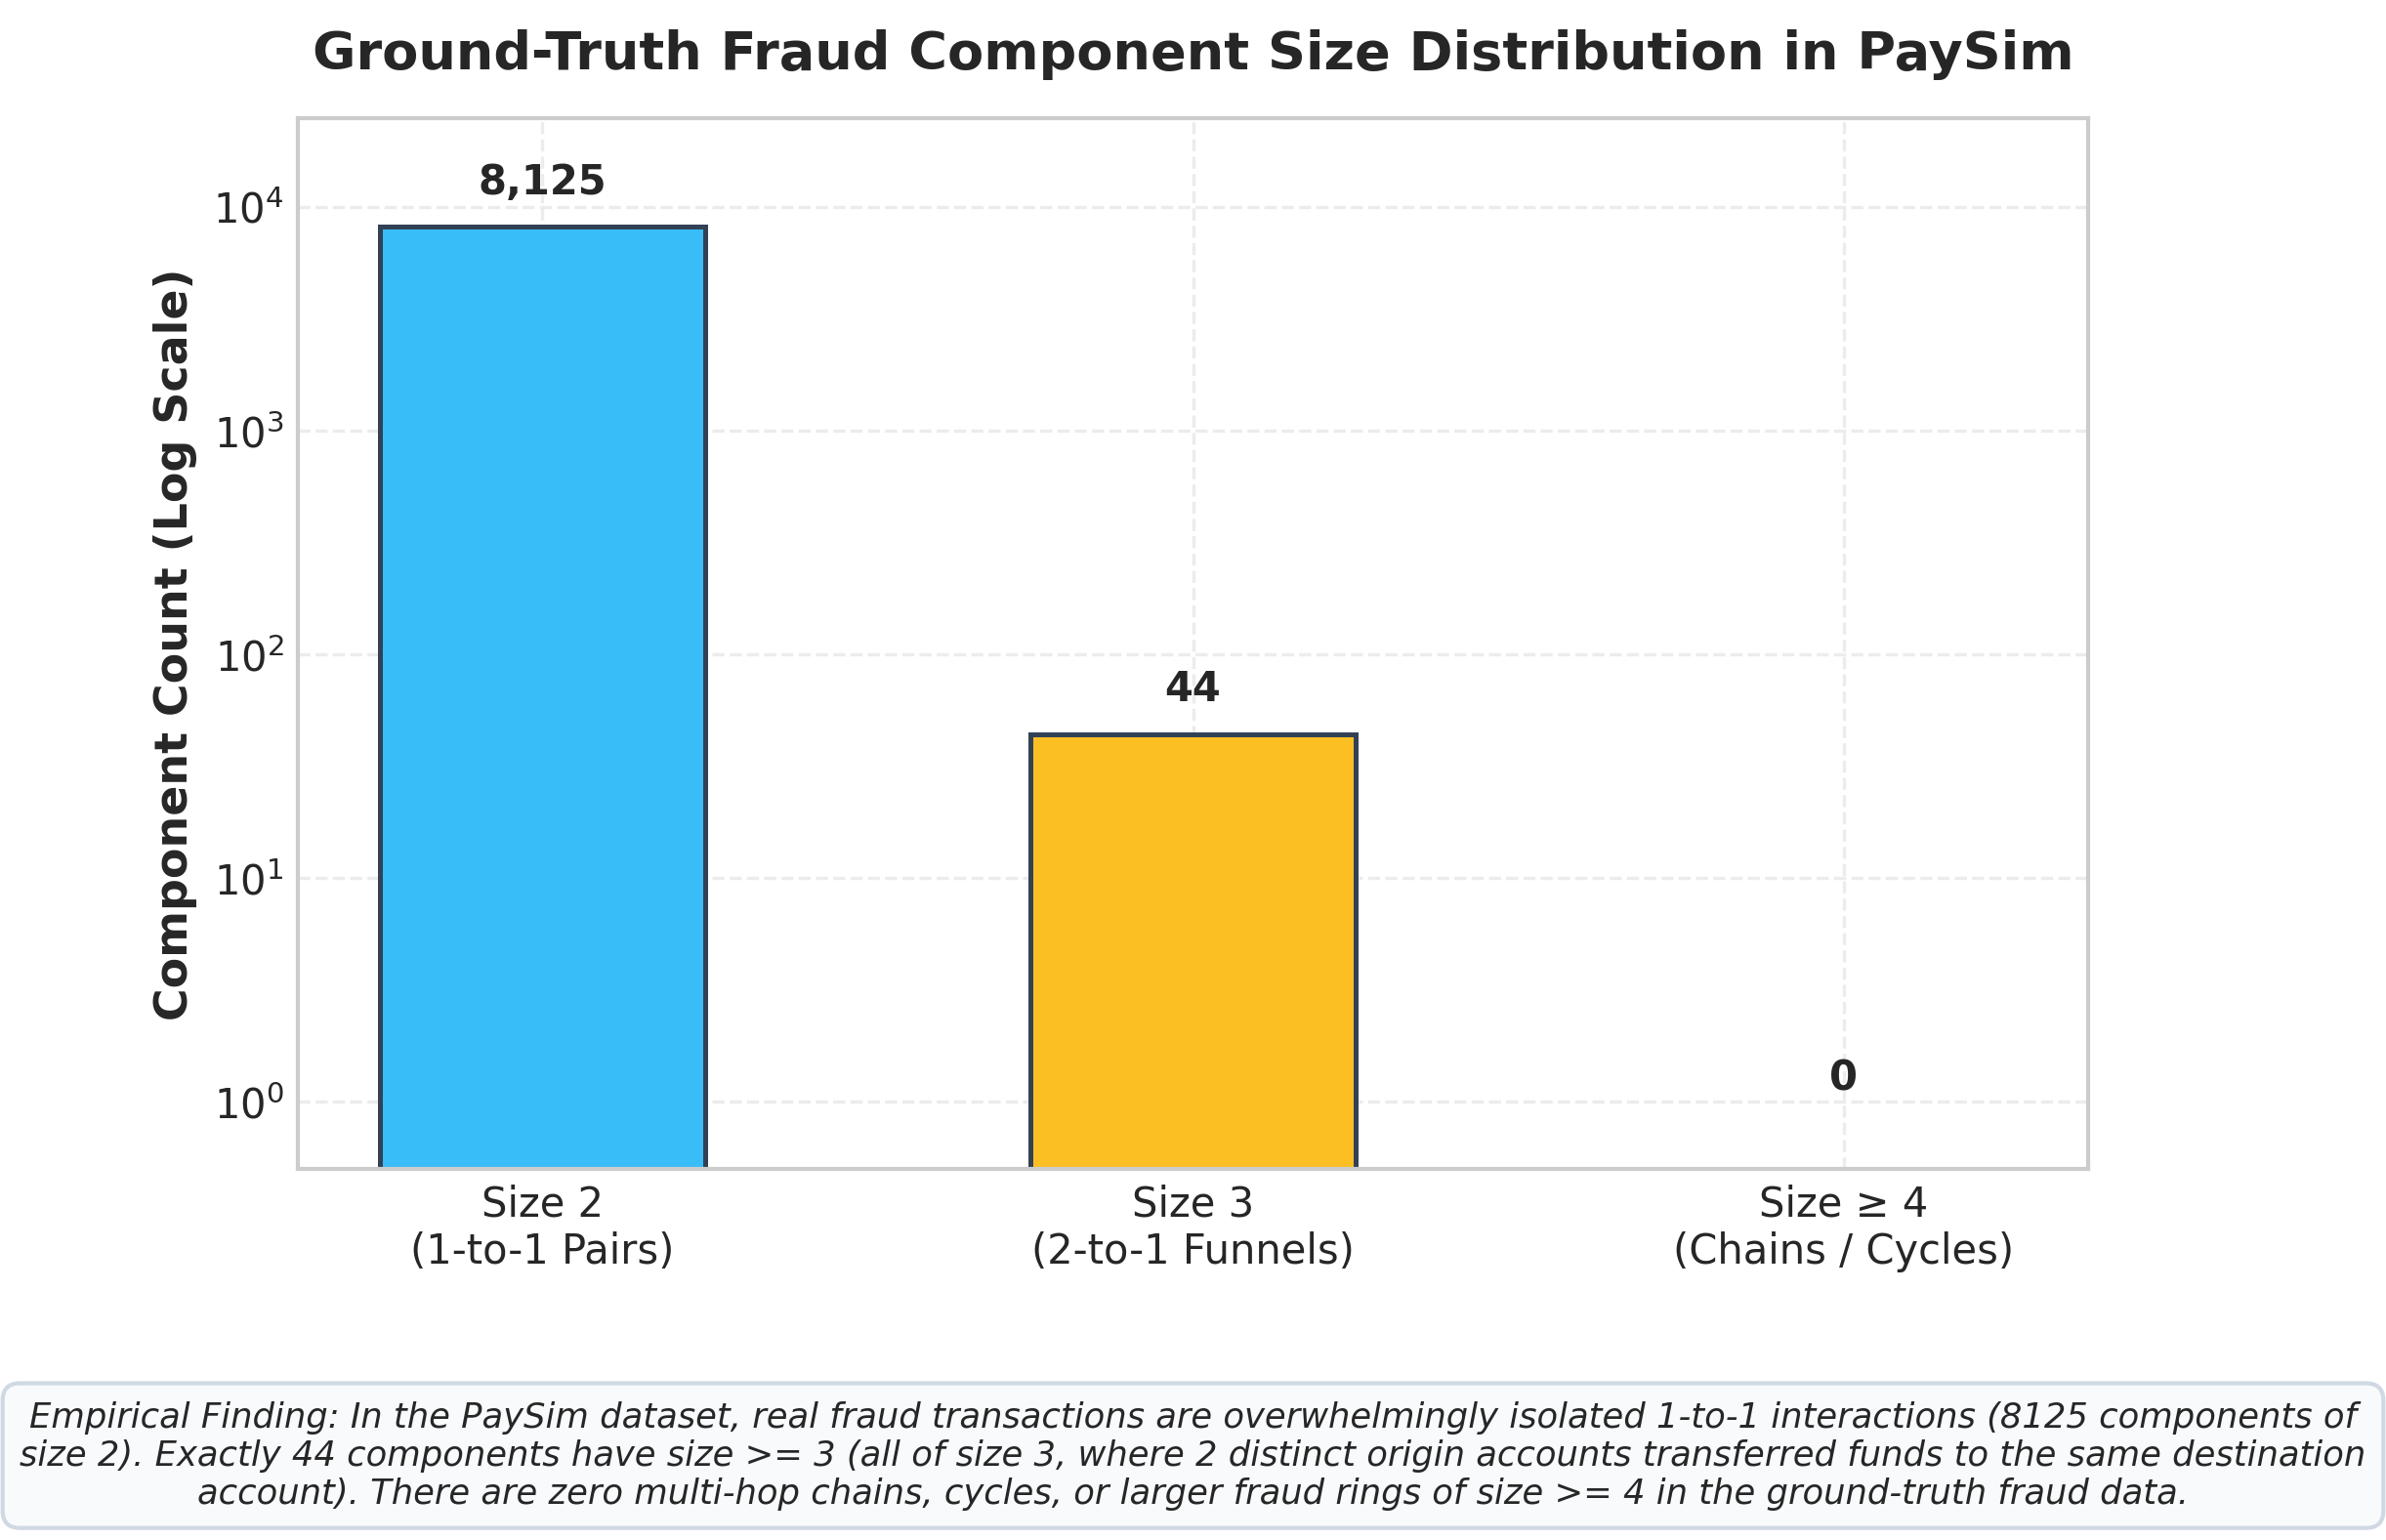 Ground-Truth Fraud Component Size Distribution in PaySim
Component Count (Log Scale)
10⁴
10³
10²
10¹
10⁰
8,125
44
0
Size 2
(1-to-1 Pairs)
Size 3
(2-to-1 Funnels)
Size ≥ 4
(Chains / Cycles)
Empirical Finding: In the PaySim dataset, real fraud transactions are overwhelmingly isolated 1-to-1 interactions (8125 components of
size 2). Exactly 44 components have size >= 3 (all of size 3, where 2 distinct origin accounts transferred funds to the same destination
account). There are zero multi-hop chains, cycles, or larger fraud rings of size >= 4 in the ground-truth fraud data.